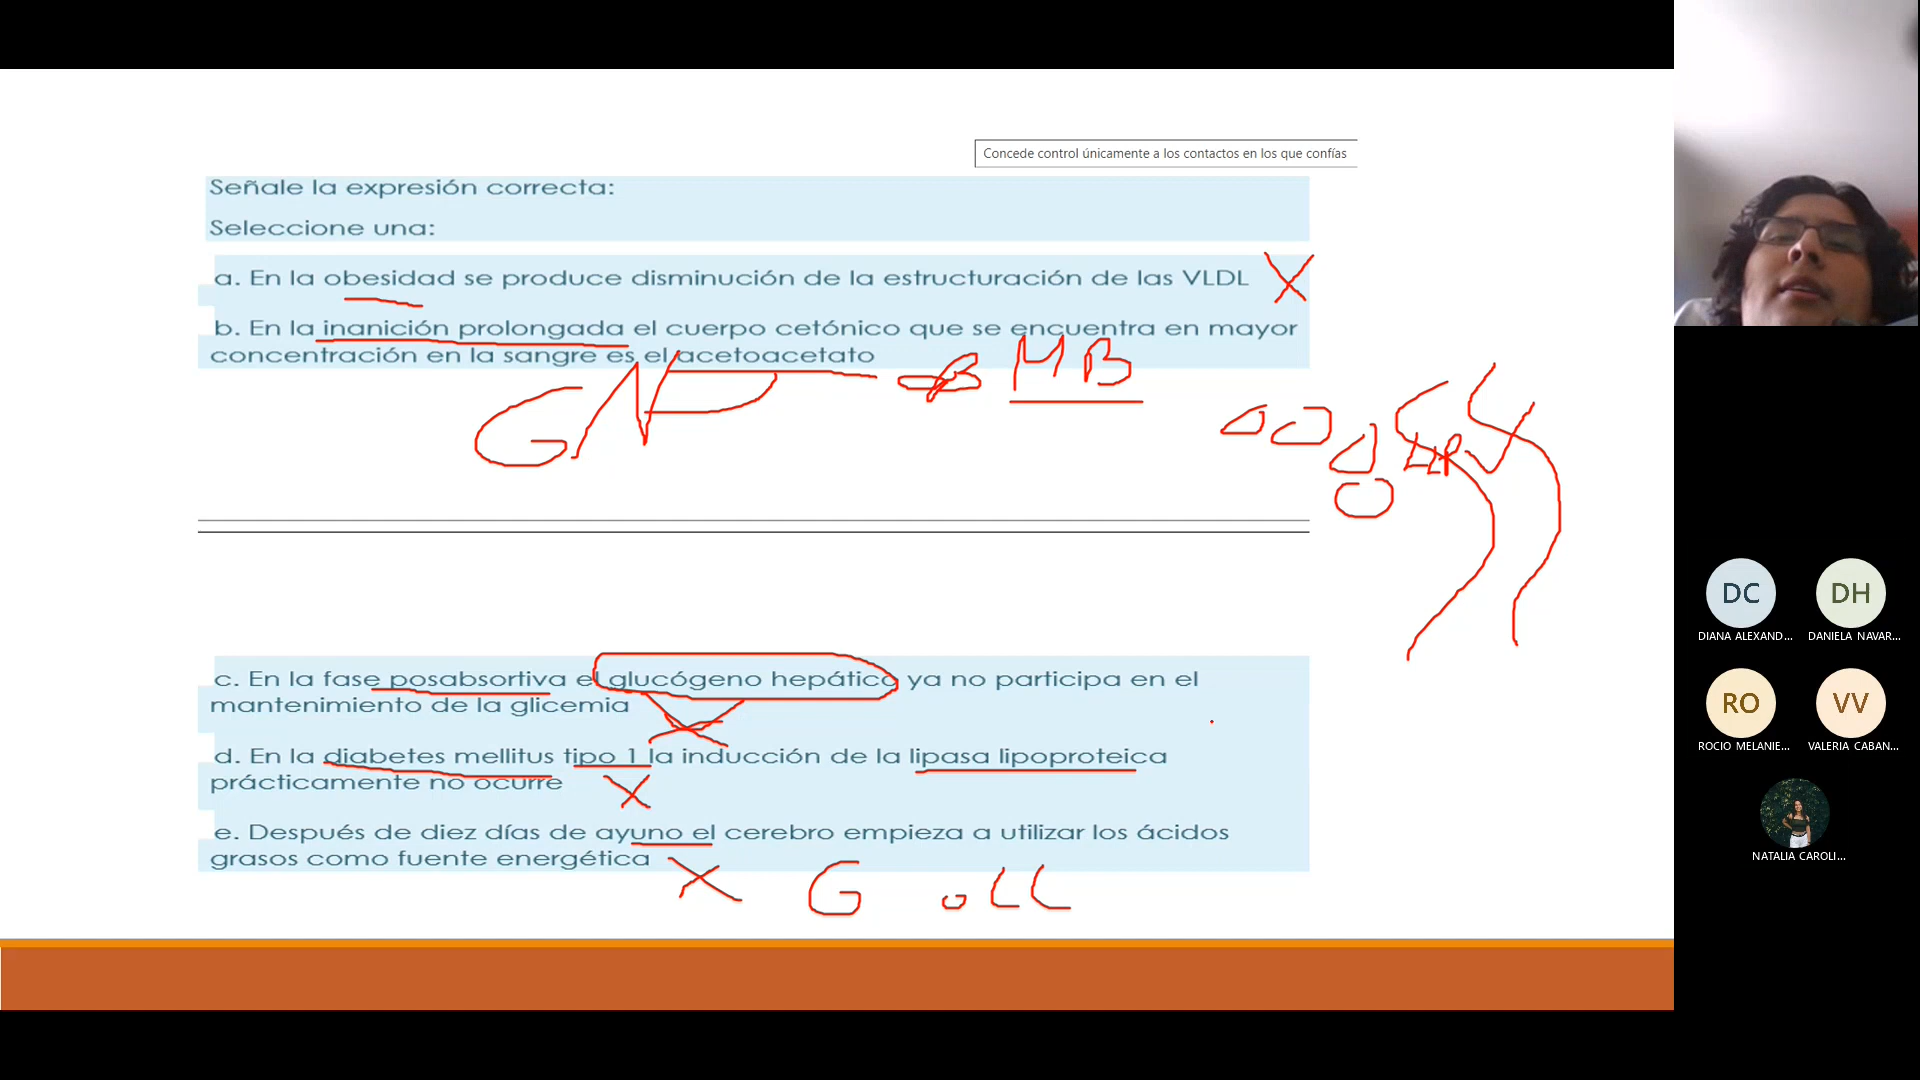 Concede control únicamente a los contactos en los que confías
Señale la expresión correcta:
Seleccione una:
a. En la obesidad se produce disminución de la estructuración de las VLDL X
b. En la inanición prolongada el cuerpo cetónico que se encuentra en mayor
concentración en la sangre es el acetoacetato
c. En la fase posabsortiva el glucógeno hepático ya no participa en el
mantenimiento de la glicemia X
d. En la diabetes mellitus tipo 1 la inducción de la lipasa lipoproteica
prácticamente no ocurre X
e. Después de diez días de ayuno el cerebro empieza a utilizar los ácidos
grasos como fuente energética X G
DC
DH
DIANA ALEXAND...
DANIELA NAVAR...
RO
VV
ROCIO MELANIE...
VALERIA CABAN...
NATALIA CAROLI...